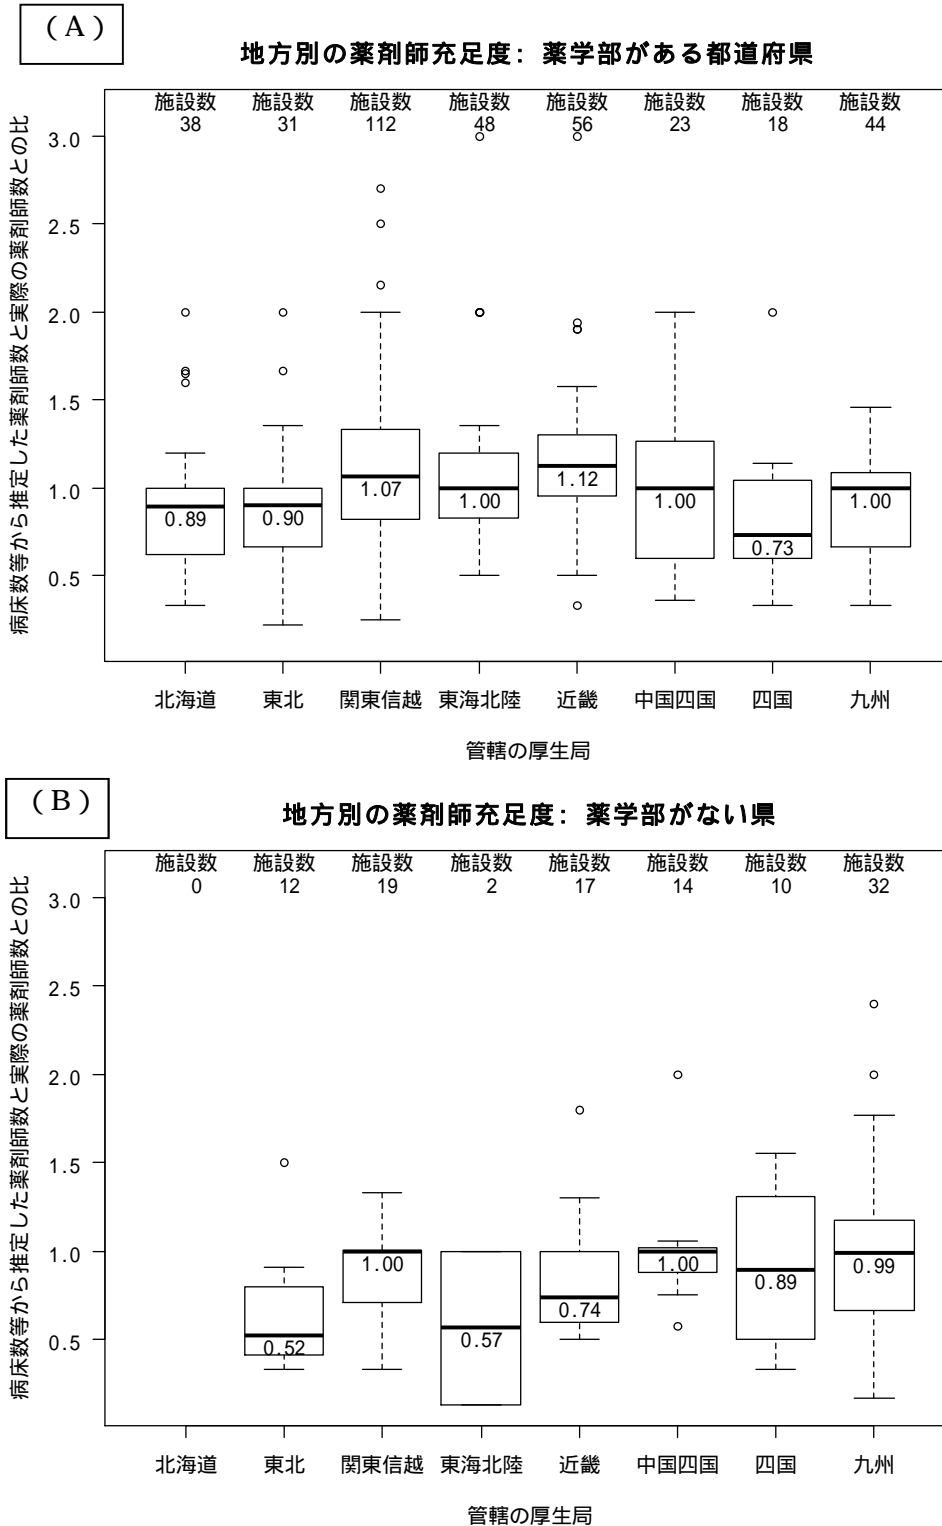 (A)
地方別の薬剤師充足度: 薬学部がある都道府県
施設数 施設数 施設数 施設数 施設数 施設数 施設数 施設数
38 31 112 48 56 23 18 44
病床数等から推定した薬剤師数と実際の薬剤師数との比
3.0
2.5
2.0
1.5
1.0
0.5
0.89 0.90 1.07 1.00 1.12 1.00 0.73 1.00
北海道 東北 関東信越 東海北陸 近畿 中国四国 四国 九州
管轄の厚生局
(B)
地方別の薬剤師充足度: 薬学部がない県
施設数 施設数 施設数 施設数 施設数 施設数 施設数 施設数
0 12 19 2 17 14 10 32
病床数等から推定した薬剤師数と実際の薬剤師数との比
3.0
2.5
2.0
1.5
1.0
0.5
0.52 1.00 0.57 0.74 1.00 0.89 0.99
北海道 東北 関東信越 東海北陸 近畿 中国四国 四国 九州
管轄の厚生局